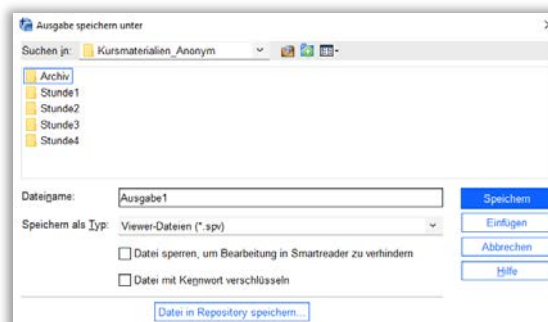 Ausgabe speichern unter
Suchen in: Kursmaterialien_Anonym
Archiv
Stunde1
Stunde2
Stunde3
Stunde4
Dateiname: Ausgabe1 Speichern
Speichern als Typ: Viewer-Dateien (*.spv) Einfügen
Datei sperren, um Bearbeitung in Smartreader zu verhindern Abbrechen
Datei mit Kennwort verschlüsseln Hilfe
Datei in Repository speichern...